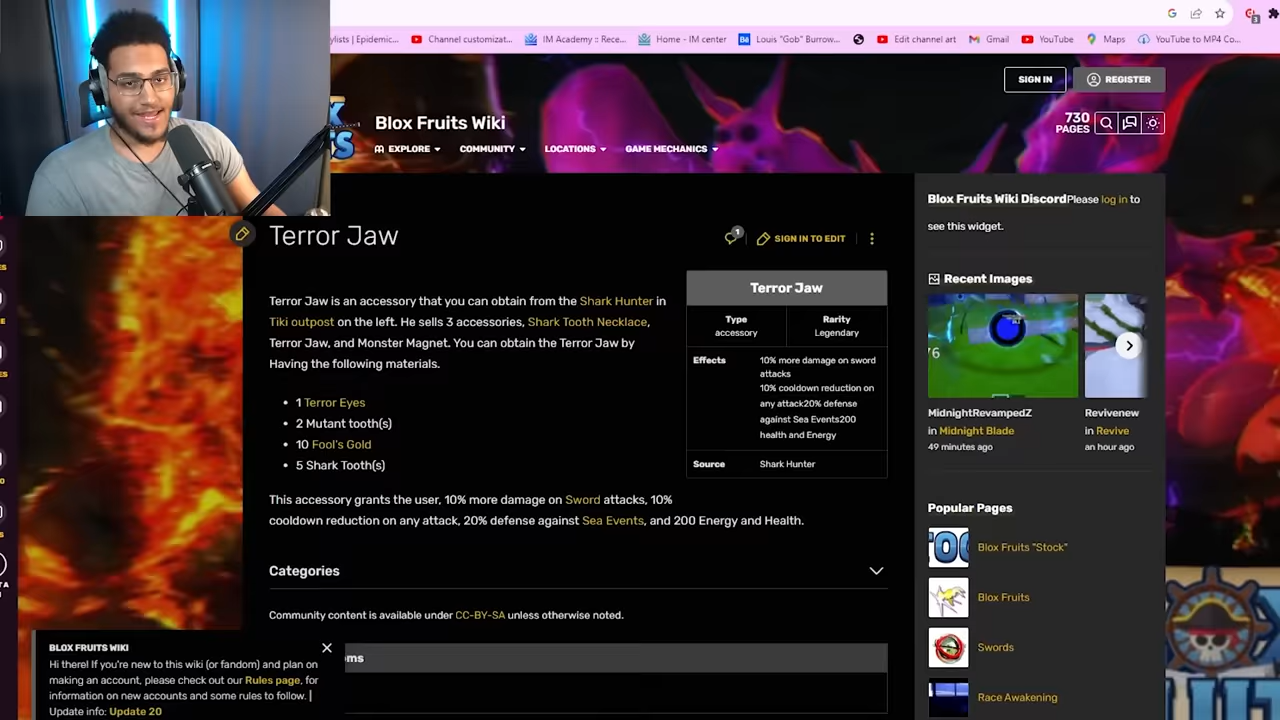 ylists | Epidemic...
Channel customizat...
IM Academy :: Rece...
Home - IM center
Bē
Louis "Gob" Burrow...
Edit channel art
Gmail
YouTube
Maps
YouTube to MP4 Co...
3
SIGN IN
REGISTER
Blox Fruits Wiki
730
PAGES
EXPLORE
COMMUNITY
LOCATIONS
GAME MECHANICS
Terror Jaw
1
SIGN IN TO EDIT
Terror Jaw is an accessory that you can obtain from the Shark Hunter in
Tiki outpost on the left. He sells 3 accessories, Shark Tooth Necklace,
Terror Jaw, and Monster Magnet. You can obtain the Terror Jaw by
Having the following materials.
1 Terror Eyes
2 Mutant tooth(s)
10 Fool's Gold
5 Shark Tooth(s)
This accessory grants the user, 10% more damage on Sword attacks, 10%
cooldown reduction on any attack, 20% defense against Sea Events, and 200 Energy and Health.
Terror Jaw
Type
accessory
Rarity
Legendary
Effects
10% more damage on sword
attacks
10% cooldown reduction on
any attack20% defense
against Sea Events200
health and Energy
Source
Shark Hunter
Categories
Community content is available under CC-BY-SA unless otherwise noted.
ms
Blox Fruits Wiki DiscordPlease log in to
see this widget.
Recent Images
76
MidnightRevampedZ
in Midnight Blade
49 minutes ago
Revivenew
in Revive
an hour ago
Popular Pages
Blox Fruits "Stock"
Blox Fruits
Swords
Race Awakening
BLOX FRUITS WIKI
Hi there! If you're new to this wiki (or fandom) and plan on
making an account, please check out our Rules page, for
information on new accounts and some rules to follow. |
Update info: Update 20